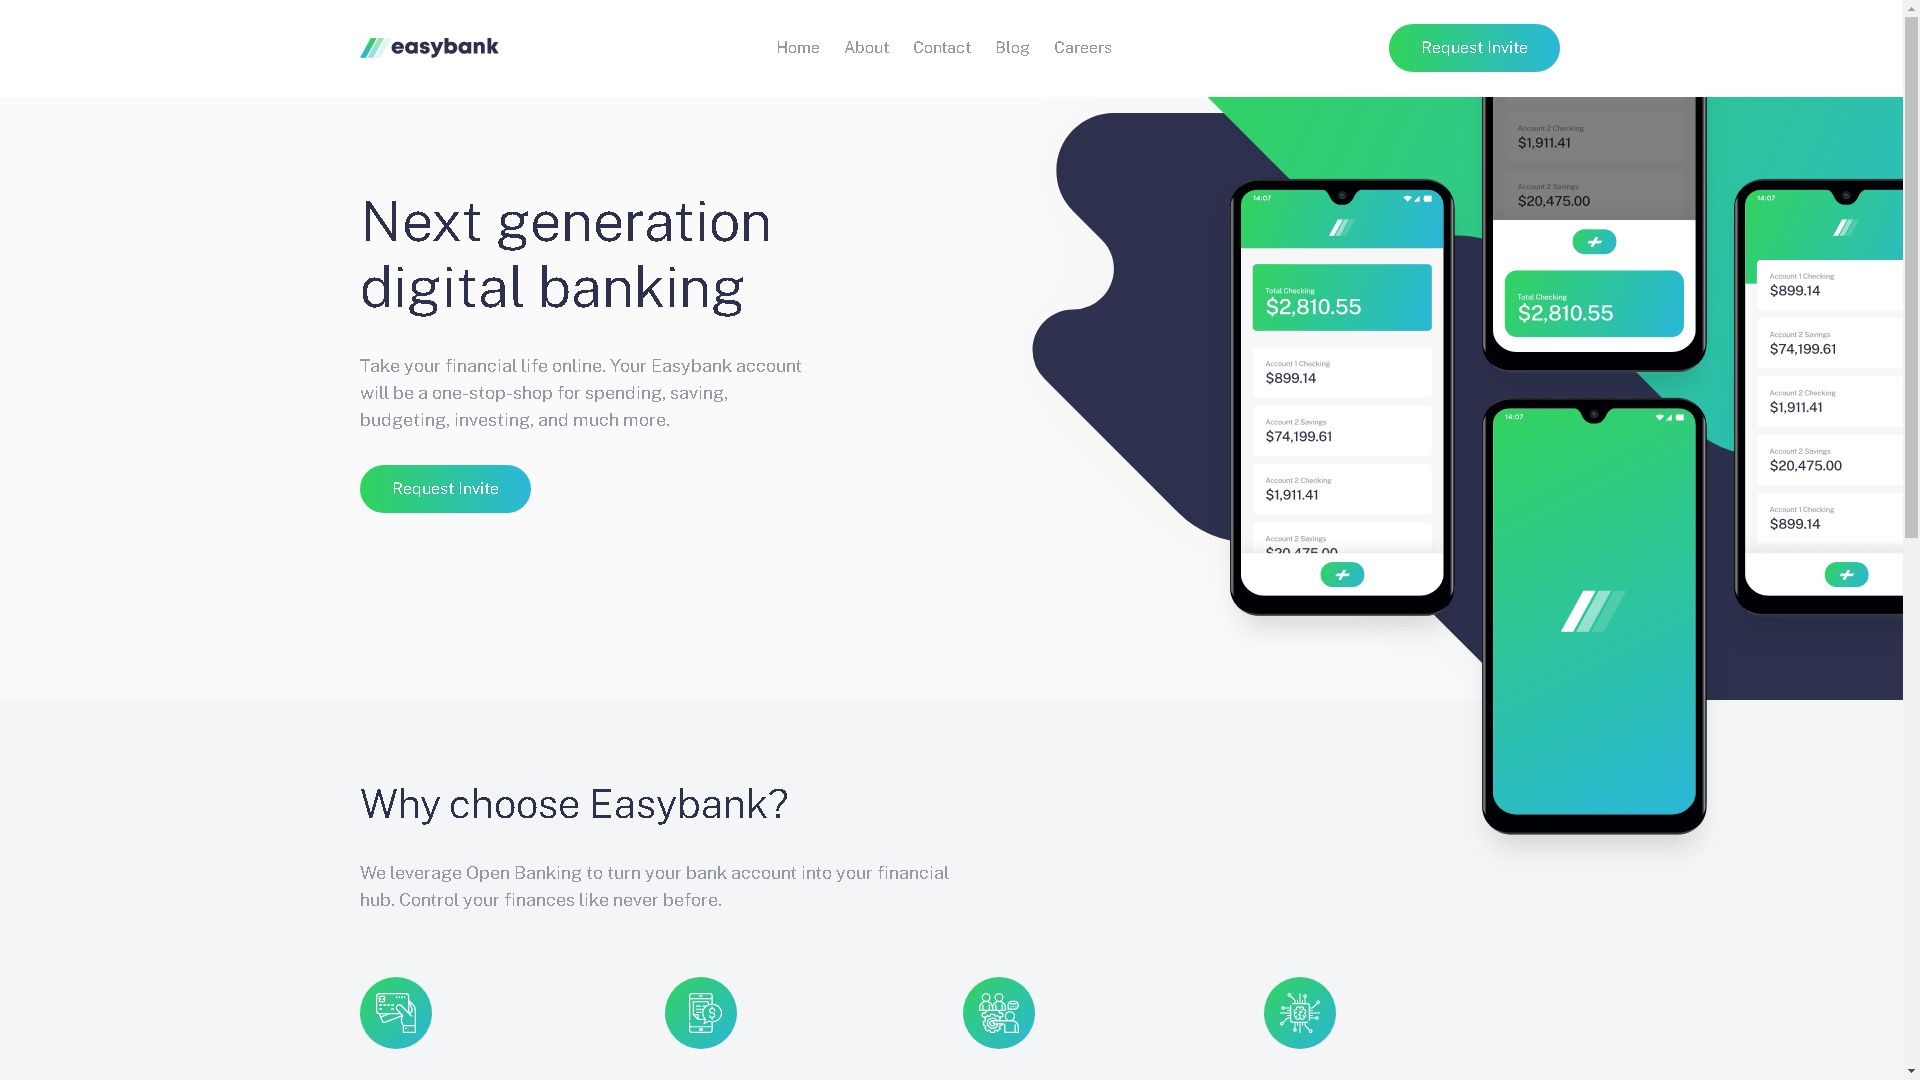 easybank
Home About Contact Blog Careers
Request Invite
Next generation
digital banking
Take your financial life online. Your Easybank account
will be a one-stop-shop for spending, saving,
budgeting, investing, and much more.
Request Invite
14:07
Total Checking
$2,810.55
Account 1 Checking
$899.14
Account 2 Savings
$74,199.61
Account 2 Checking
$1,911.41
Account 2 Savings
$20,475.00
Account 2 Checking
$1,911.41
Account 2 Savings
$20,475.00
Total Checking
$2,810.55
14:07
14:07
Account 1 Checking
$899.14
Account 2 Savings
$74,199.61
Account 2 Checking
$1,911.41
Account 2 Savings
$20,475.00
Account 1 Checking
$899.14
Why choose Easybank?
We leverage Open Banking to turn your bank account into your financial
hub. Control your finances like never before.